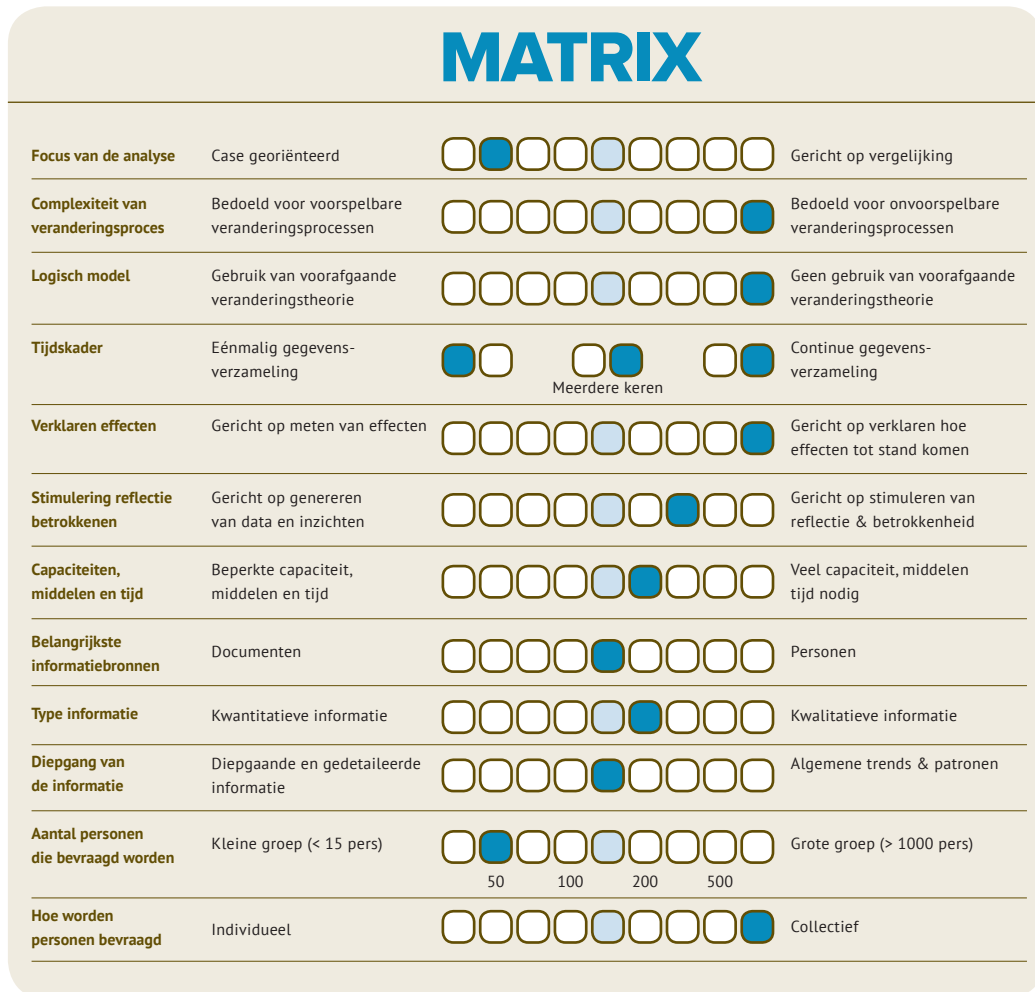 MATRIX
Focus van de analyse
Case georiënteerd
Gericht op vergelijking
Complexiteit van
veranderingsproces
Bedoeld voor voorspelbare
veranderingsprocessen
Bedoeld voor onvoorspelbare
veranderingsprocessen
Logisch model
Gebruik van voorafgaande
veranderingstheorie
Geen gebruik van voorafgaande
veranderingstheorie
Tijdskader
Eénmalig gegevens-
verzameling
Meerdere keren
Continue gegevens-
verzameling
Verklaren effecten
Gericht op meten van effecten
Gericht op verklaren hoe
effecten tot stand komen
Stimulering reflectie
betrokkenen
Gericht op genereren
van data en inzichten
Gericht op stimuleren van
reflectie & betrokkenheid
Capaciteiten,
middelen en tijd
Beperkte capaciteit,
middelen en tijd
Veel capaciteit, middelen
tijd nodig
Belangrijkste
informatiebronnen
Documenten
Personen
Type informatie
Kwantitatieve informatie
Kwalitatieve informatie
Diepgang van
de informatie
Diepgaande en gedetaileerde
informatie
Algemene trends & patronen
Aantal personen
die bevraagd worden
Kleine groep (< 15 pers)
50 100 200 500
Grote groep (> 1000 pers)
Hoe worden
personen bevraagd
Individueel
Collectief